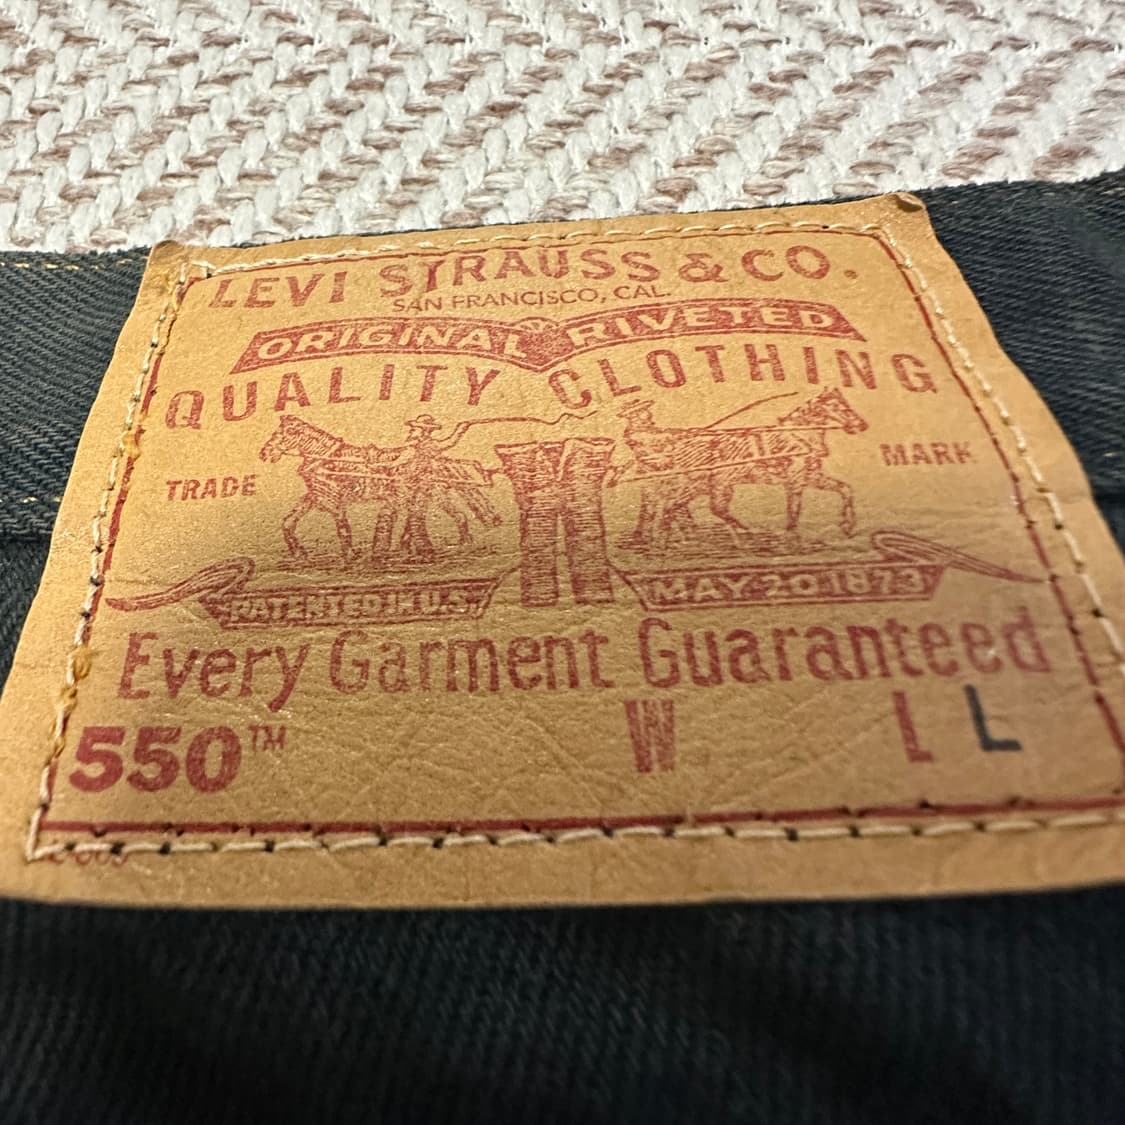 LEVI STRAUSS & CO.
SAN FRANCISCO, CAL.
ORIGINAL RIVETED
QUALITY CLOTHING
TRADE MARK
PATENTED IN U.S. MAY 20 1873
Every Garment Guaranteed
550™ W L L